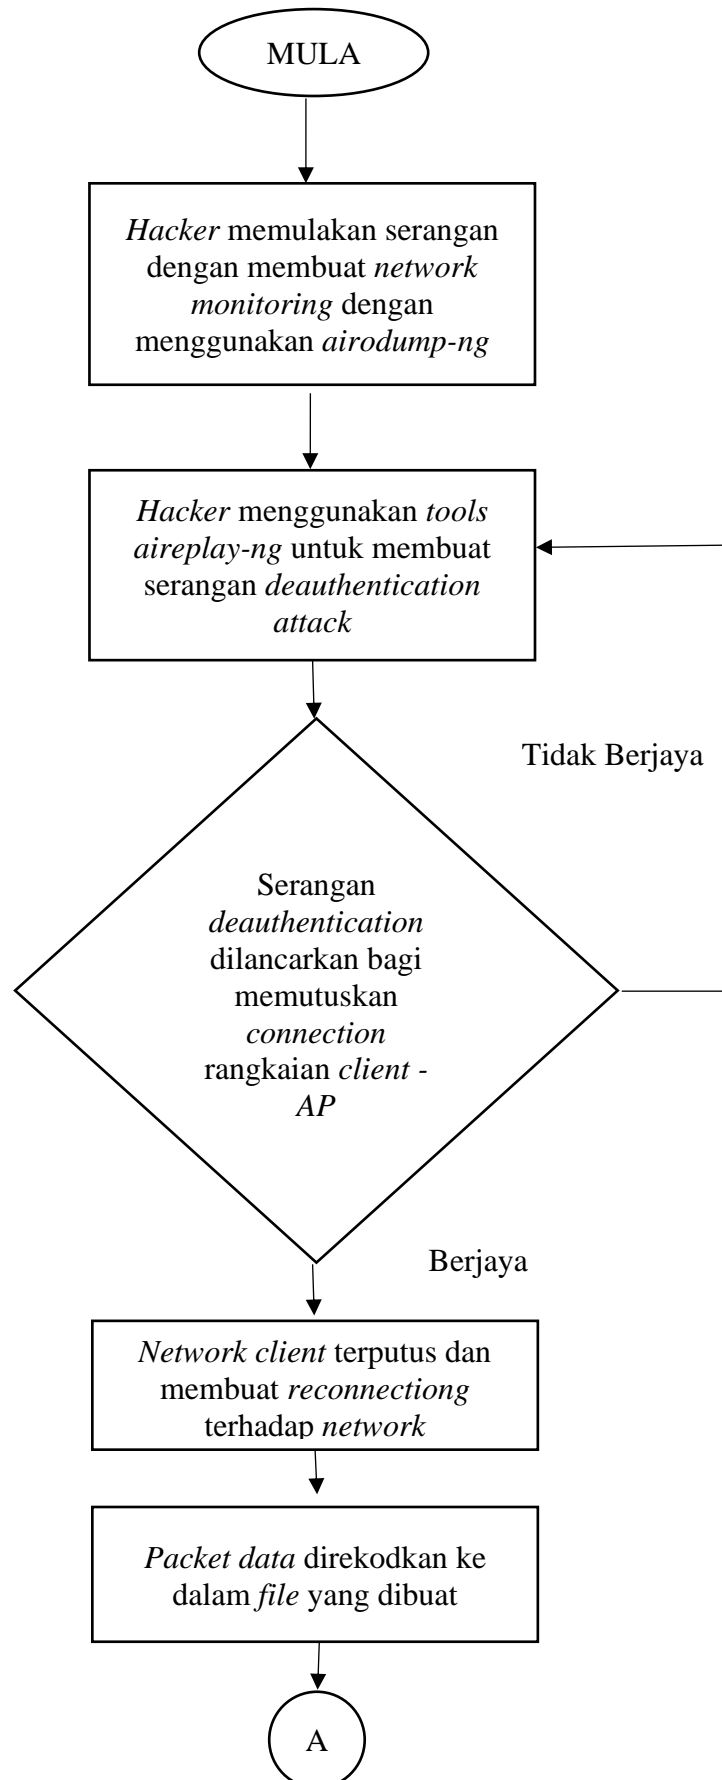 MULA
Hacker memulakan serangan
dengan membuat network
monitoring dengan
menggunakan airodump-ng
Hacker menggunakan tools
aireplay-ng untuk membuat
serangan deauthentication
attack
Tidak Berjaya
Serangan
deauthentication
dilancarkan bagi
memutuskan
connection
rangkaian client -
AP
Berjaya
Network client terputus dan
membuat reconnectiong
terhadap network
Packet data direkodkan ke
dalam file yang dibuat
A